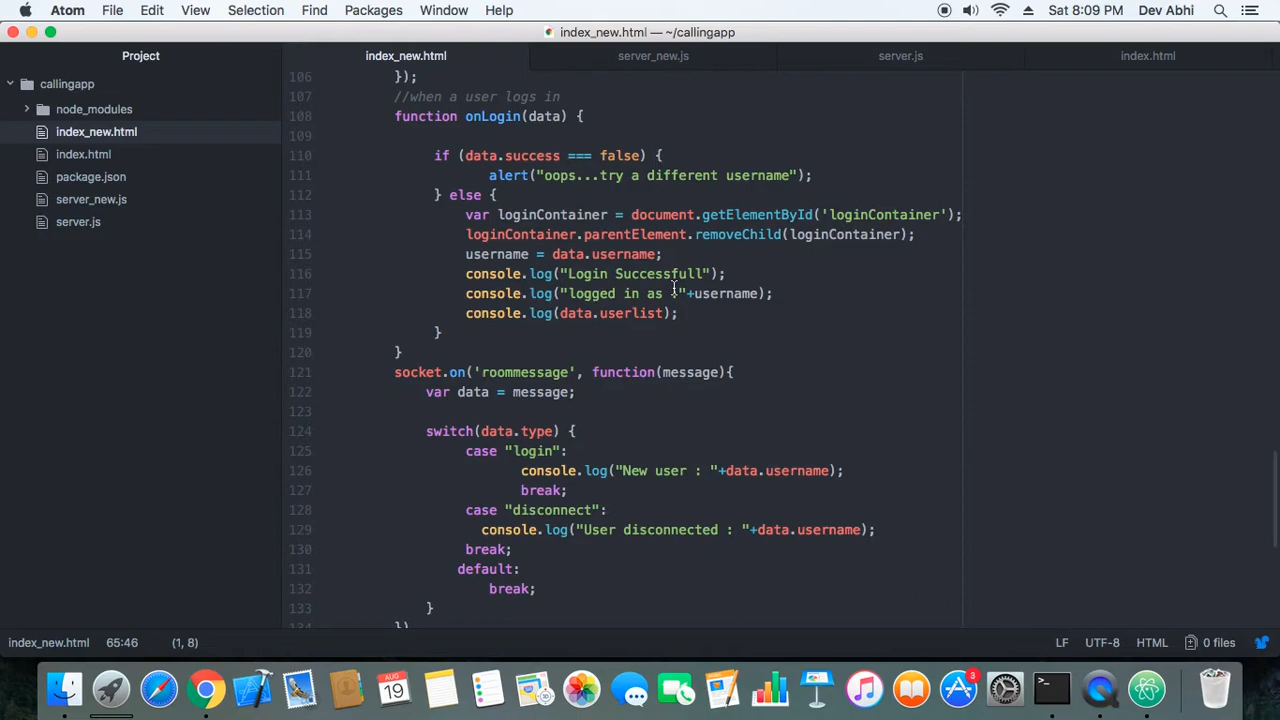 Atom File Edit View Selection Find Packages Window Help Sat 8:09 PM Dev Abhi
index_new.html — ~/callingapp
Project index_new.html server_new.js server.js index.html
callingapp
node_modules
index_new.html
index.html
package.json
server_new.js
server.js
106 });
107 //when a user logs in
108 function onLogin(data) {
109
110 if (data.success === false) {
111 alert("oops...try a different username");
112 } else {
113 var loginContainer = document.getElementById('loginContainer');
114 loginContainer.parentElement.removeChild(loginContainer);
115 username = data.username;
116 console.log("Login Successfull");
117 console.log("logged in as :"+username);
118 console.log(data.userlist);
119 }
120 }
121 socket.on('roommessage', function(message){
122 var data = message;
123
124 switch(data.type) {
125 case "login":
126 console.log("New user : "+data.username);
127 break;
128 case "disconnect":
129 console.log("User disconnected : "+data.username);
130 break;
131 default:
132 break;
133 }
134 })
index_new.html 65:46 (1, 8) LF UTF-8 HTML 0 files
AUG
19
3